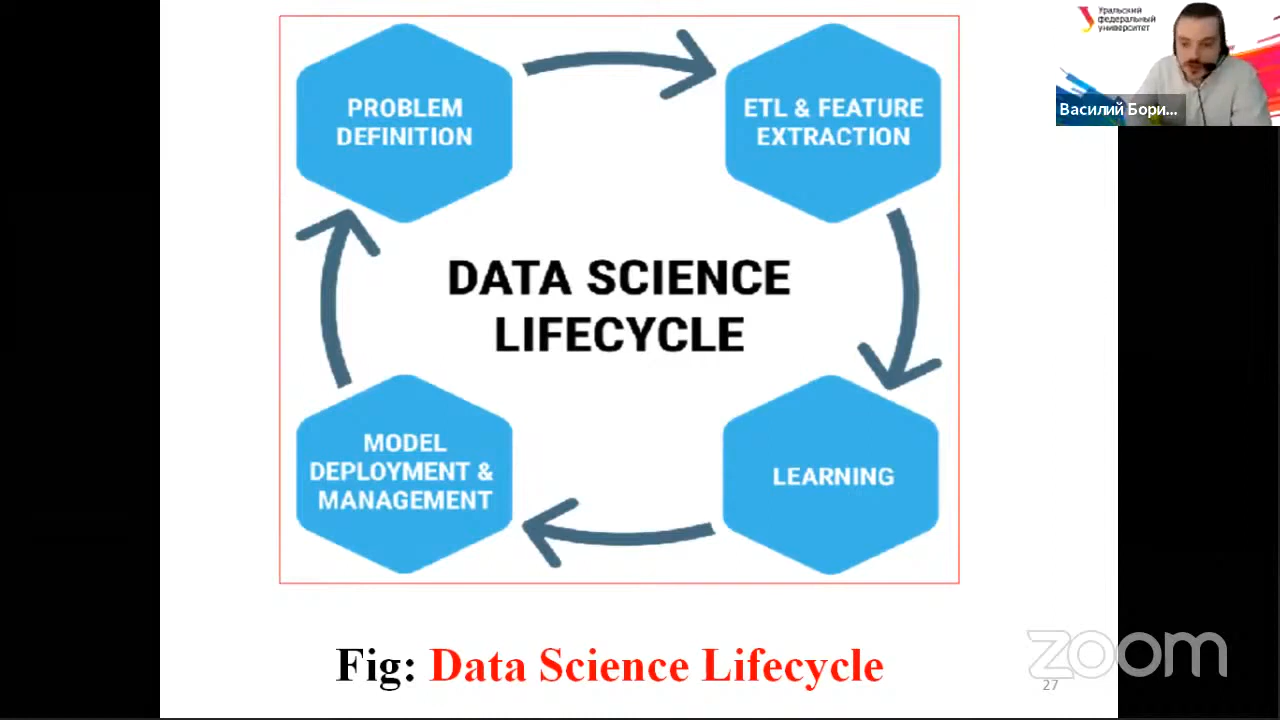 PROBLEM
DEFINITION
ETL & FEATURE
EXTRACTION
DATA SCIENCE
LIFECYCLE
MODEL
DEPLOYMENT &
MANAGEMENT
LEARNING
Fig: Data Science Lifecycle
Уральский
федеральный
университет
Василий Бори...
zoom
27